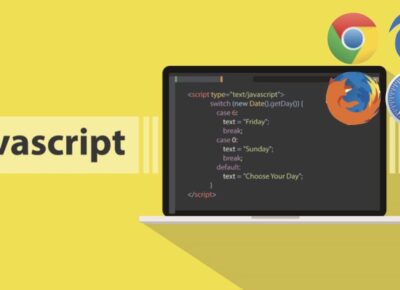 vascript
<script type="text/javascript">
switch (new Date().getDay()) {
case 6:
text = "Friday";
break;
case 0:
text = "Sunday";
break;
default:
text = "Choose Your Day";
}
</script>